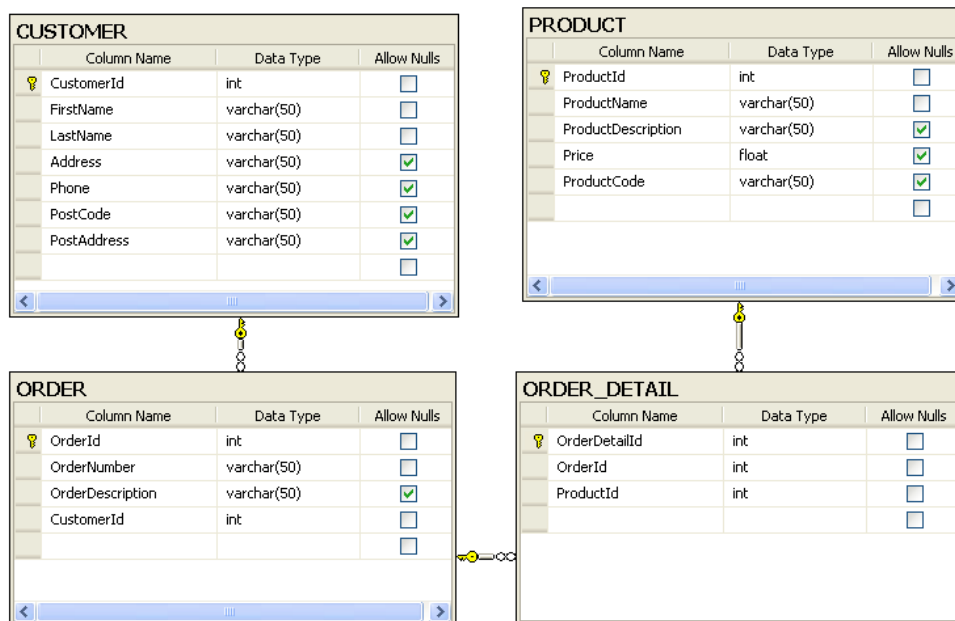 CUSTOMER
Column Name Data Type Allow Nulls
CustomerId int
FirstName varchar(50)
LastName varchar(50)
Address varchar(50)
Phone varchar(50)
PostCode varchar(50)
PostAddress varchar(50)
PRODUCT
Column Name Data Type Allow Nulls
ProductId int
ProductName varchar(50)
ProductDescription varchar(50)
Price float
ProductCode varchar(50)
ORDER
Column Name Data Type Allow Nulls
OrderId int
OrderNumber varchar(50)
OrderDescription varchar(50)
CustomerId int
ORDER_DETAIL
Column Name Data Type Allow Nulls
OrderDetailId int
OrderId int
ProductId int